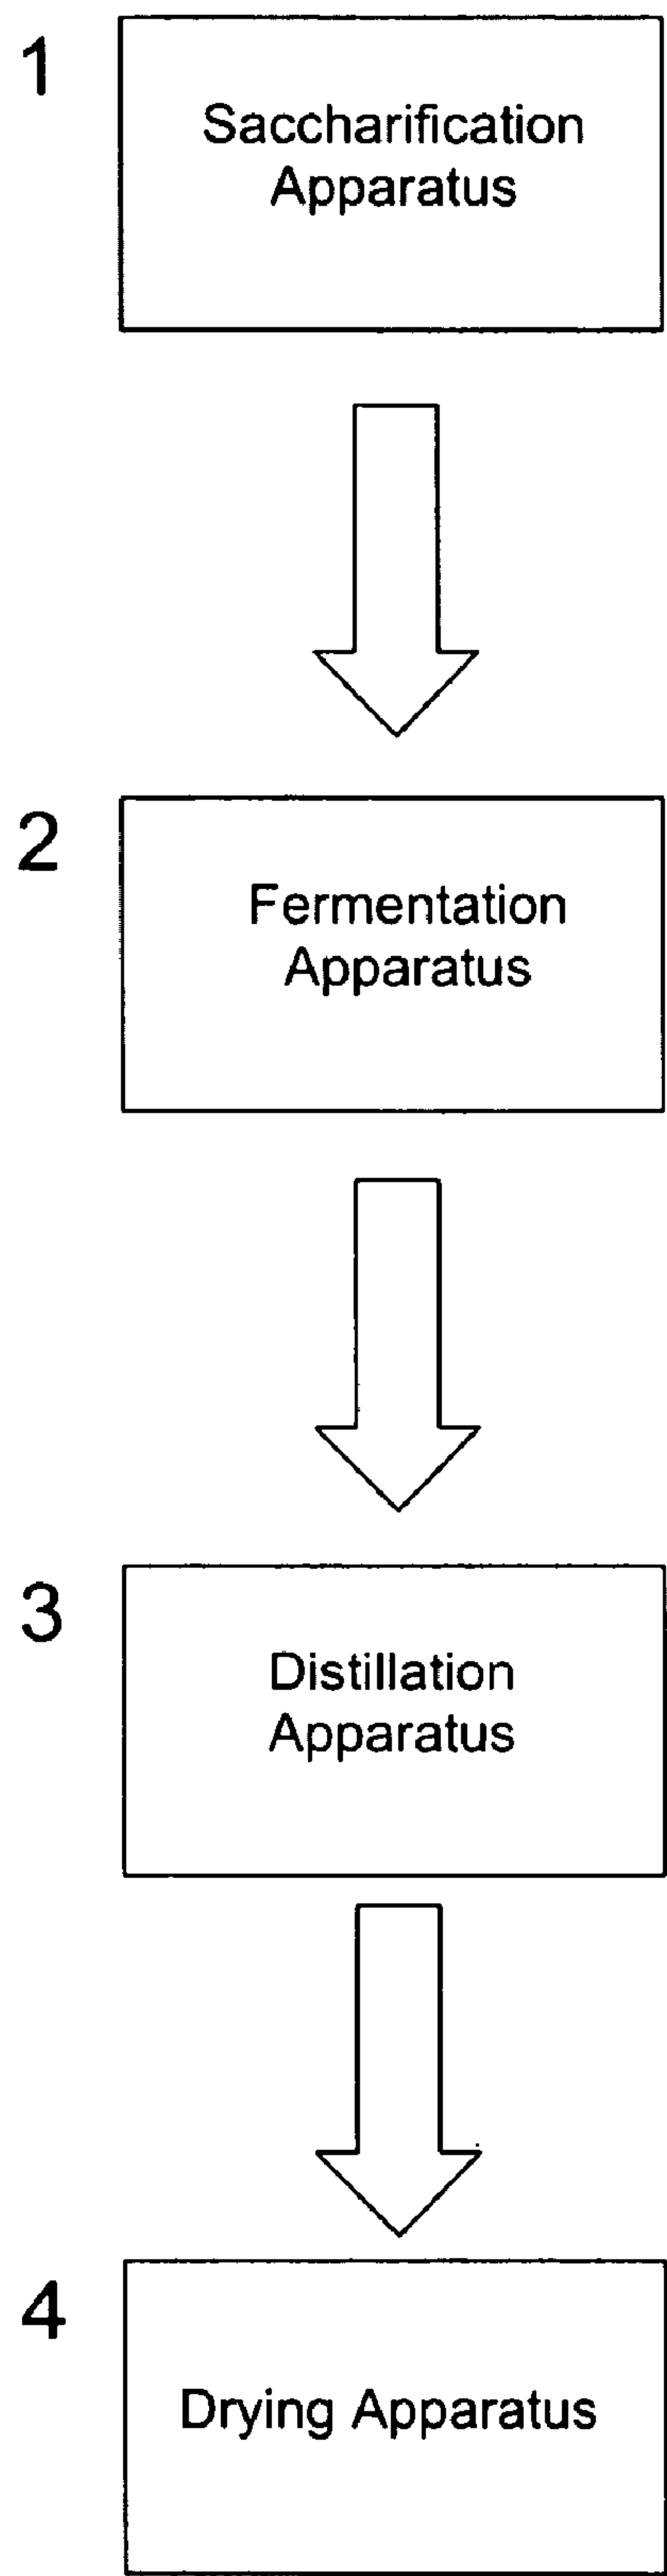 1
Saccharification
Apparatus
2
Fermentation
Apparatus
3
Distillation
Apparatus
4
Drying Apparatus